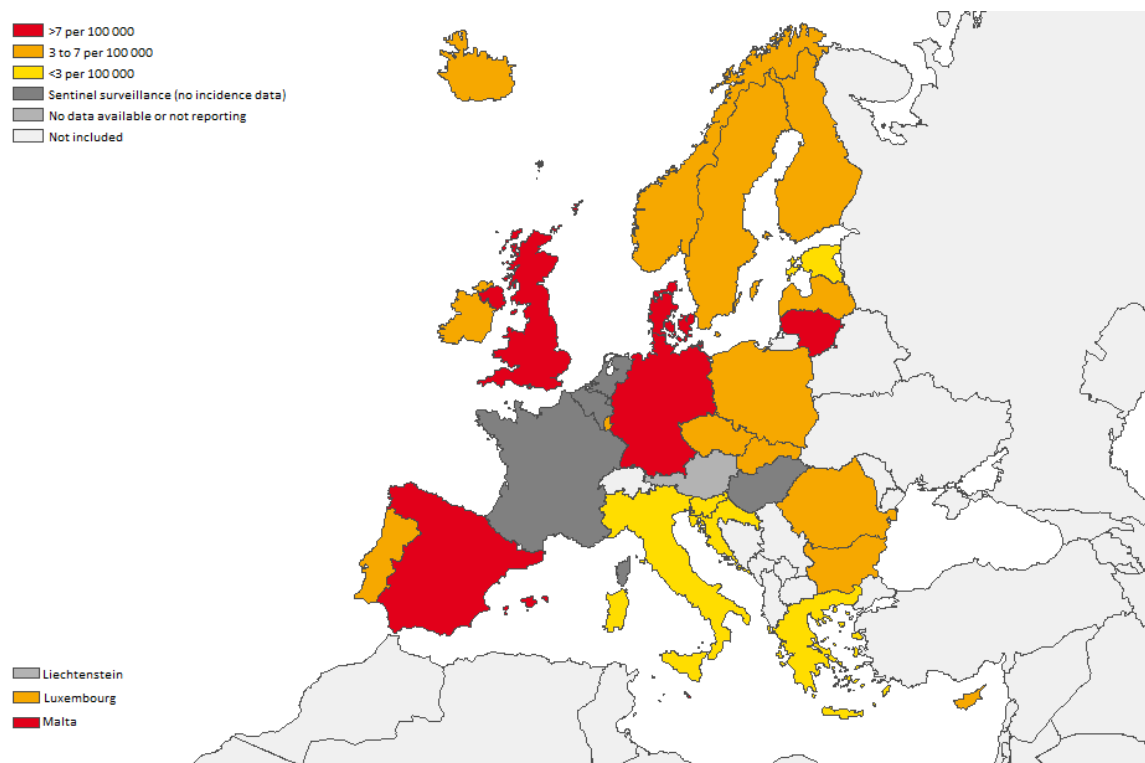 >7 per 100 000
3 to 7 per 100 000
<3 per 100 000
Sentinel surveillance (no incidence data)
No data available or not reporting
Not included
Liechtenstein
Luxembourg
Malta